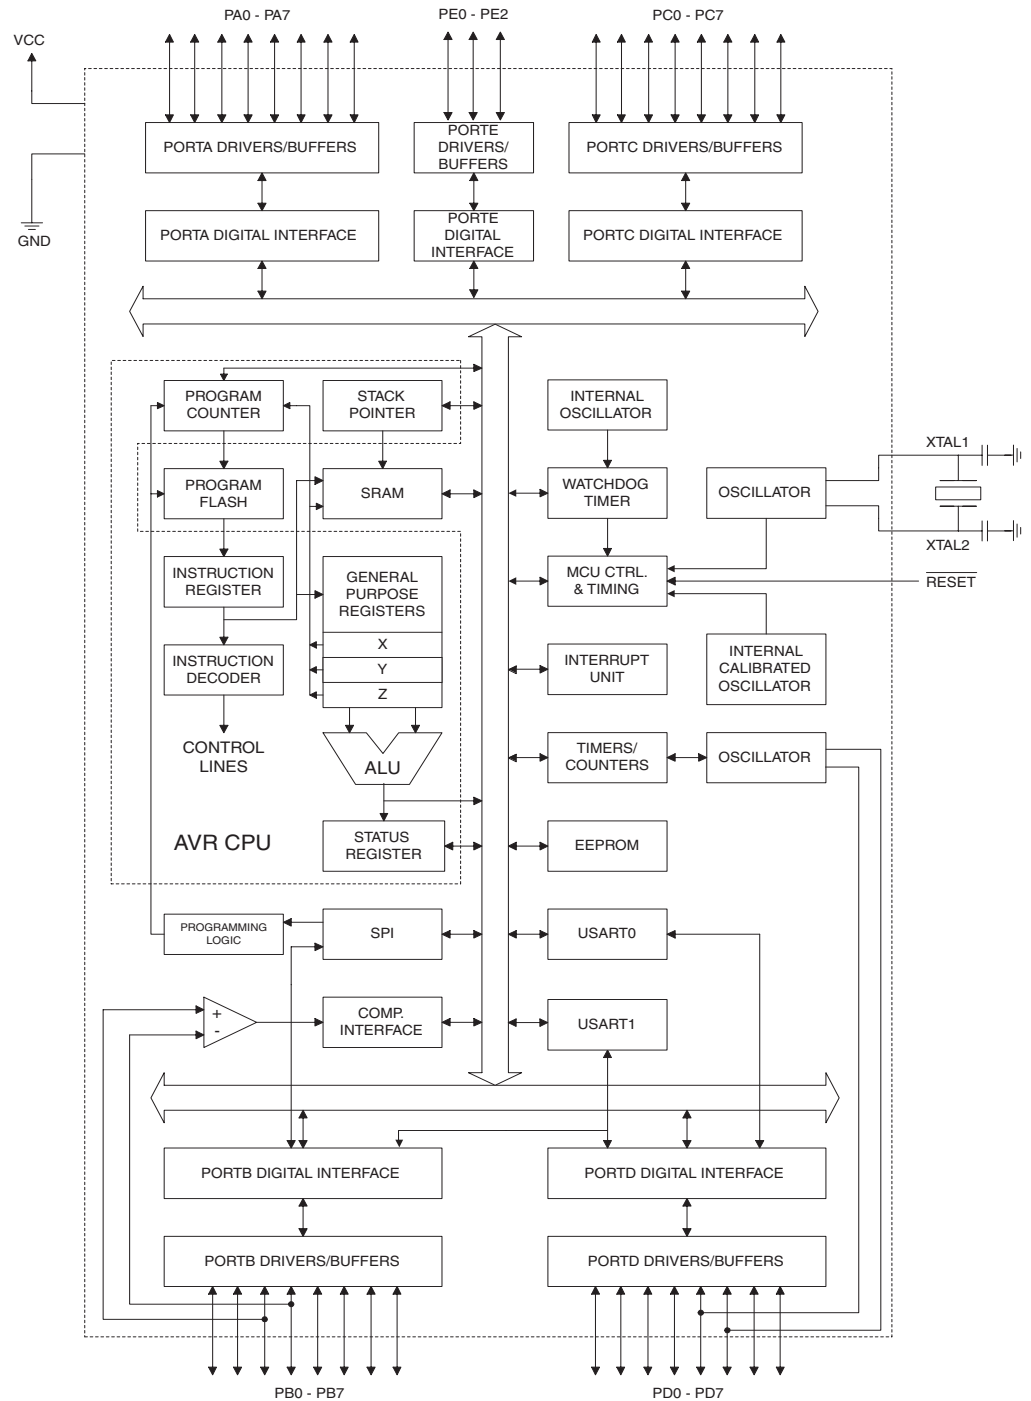 PA0 - PA7
PE0 - PE2
PC0 - PC7
VCC
GND
PORTA DRIVERS/BUFFERS
PORTE
DRIVERS/
BUFFERS
PORTC DRIVERS/BUFFERS
PORTA DIGITAL INTERFACE
PORTE
DIGITAL
INTERFACE
PORTC DIGITAL INTERFACE
PROGRAM
COUNTER
STACK
POINTER
INTERNAL
OSCILLATOR
XTAL1
PROGRAM
FLASH
SRAM
WATCHDOG
TIMER
OSCILLATOR
XTAL2
INSTRUCTION
REGISTER
GENERAL
PURPOSE
REGISTERS
X
Y
Z
MCU CTRL.
& TIMING
RESET
INSTRUCTION
DECODER
INTERRUPT
UNIT
INTERNAL
CALIBRATED
OSCILLATOR
CONTROL
LINES
ALU
TIMERS/
COUNTERS
OSCILLATOR
AVR CPU
STATUS
REGISTER
EEPROM
PROGRAMMING
LOGIC
SPI
USART0
+
-
COMP.
INTERFACE
USART1
PORTB DIGITAL INTERFACE
PORTD DIGITAL INTERFACE
PORTB DRIVERS/BUFFERS
PORTD DRIVERS/BUFFERS
PB0 - PB7
PD0 - PD7